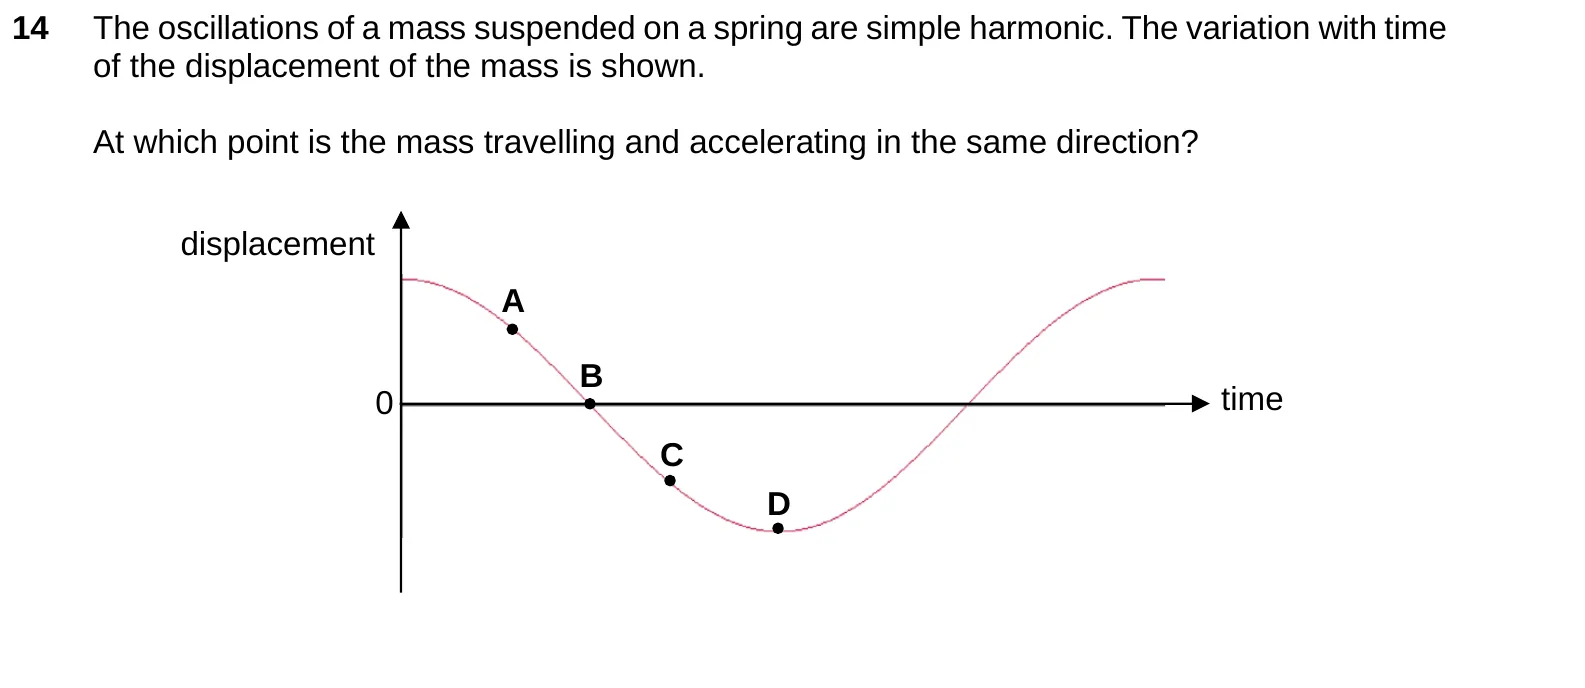 14 The oscillations of a mass suspended on a spring are simple harmonic. The variation with time
of the displacement of the mass is shown.
At which point is the mass travelling and accelerating in the same direction?
displacement
A
B
0
time
C
D